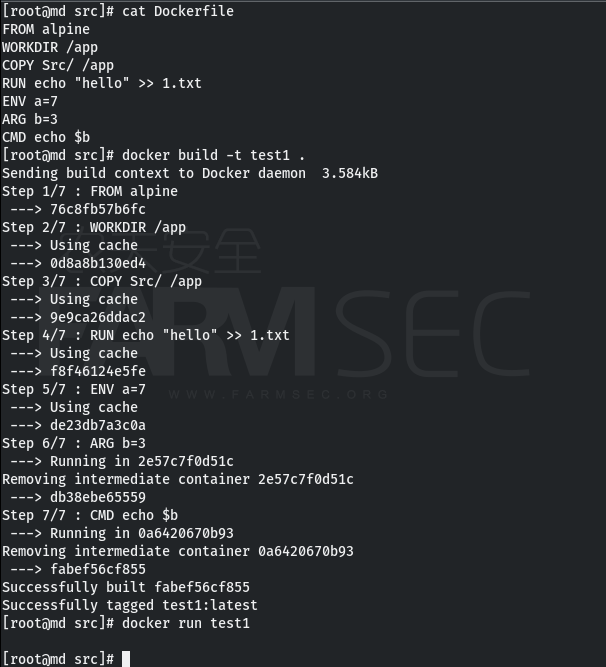 [root@md src]# cat Dockerfile
FROM alpine
WORKDIR /app
COPY Src/ /app
RUN echo "hello" >> 1.txt
ENV a=7
ARG b=3
CMD echo $b
[root@md src]# docker build -t test1 .
Sending build context to Docker daemon  3.584kB
Step 1/7 : FROM alpine
 ---> 76c8fb57b6fc
Step 2/7 : WORKDIR /app
 ---> Using cache
 ---> 0d8a8b130ed4
Step 3/7 : COPY Src/ /app
 ---> Using cache
 ---> 9e9ca26ddac2
Step 4/7 : RUN echo "hello" >> 1.txt
 ---> Using cache
 ---> f8f46124e5fe
Step 5/7 : ENV a=7
 ---> Using cache
 ---> de23db7a3c0a
Step 6/7 : ARG b=3
 ---> Running in 2e57c7f0d51c
Removing intermediate container 2e57c7f0d51c
 ---> db38ebe65559
Step 7/7 : CMD echo $b
 ---> Running in 0a6420670b93
Removing intermediate container 0a6420670b93
 ---> fabef56cf855
Successfully built fabef56cf855
Successfully tagged test1:latest
[root@md src]# docker run test1
[root@md src]#
安全
FARMSEC
WWW.FARMSEC.ORG